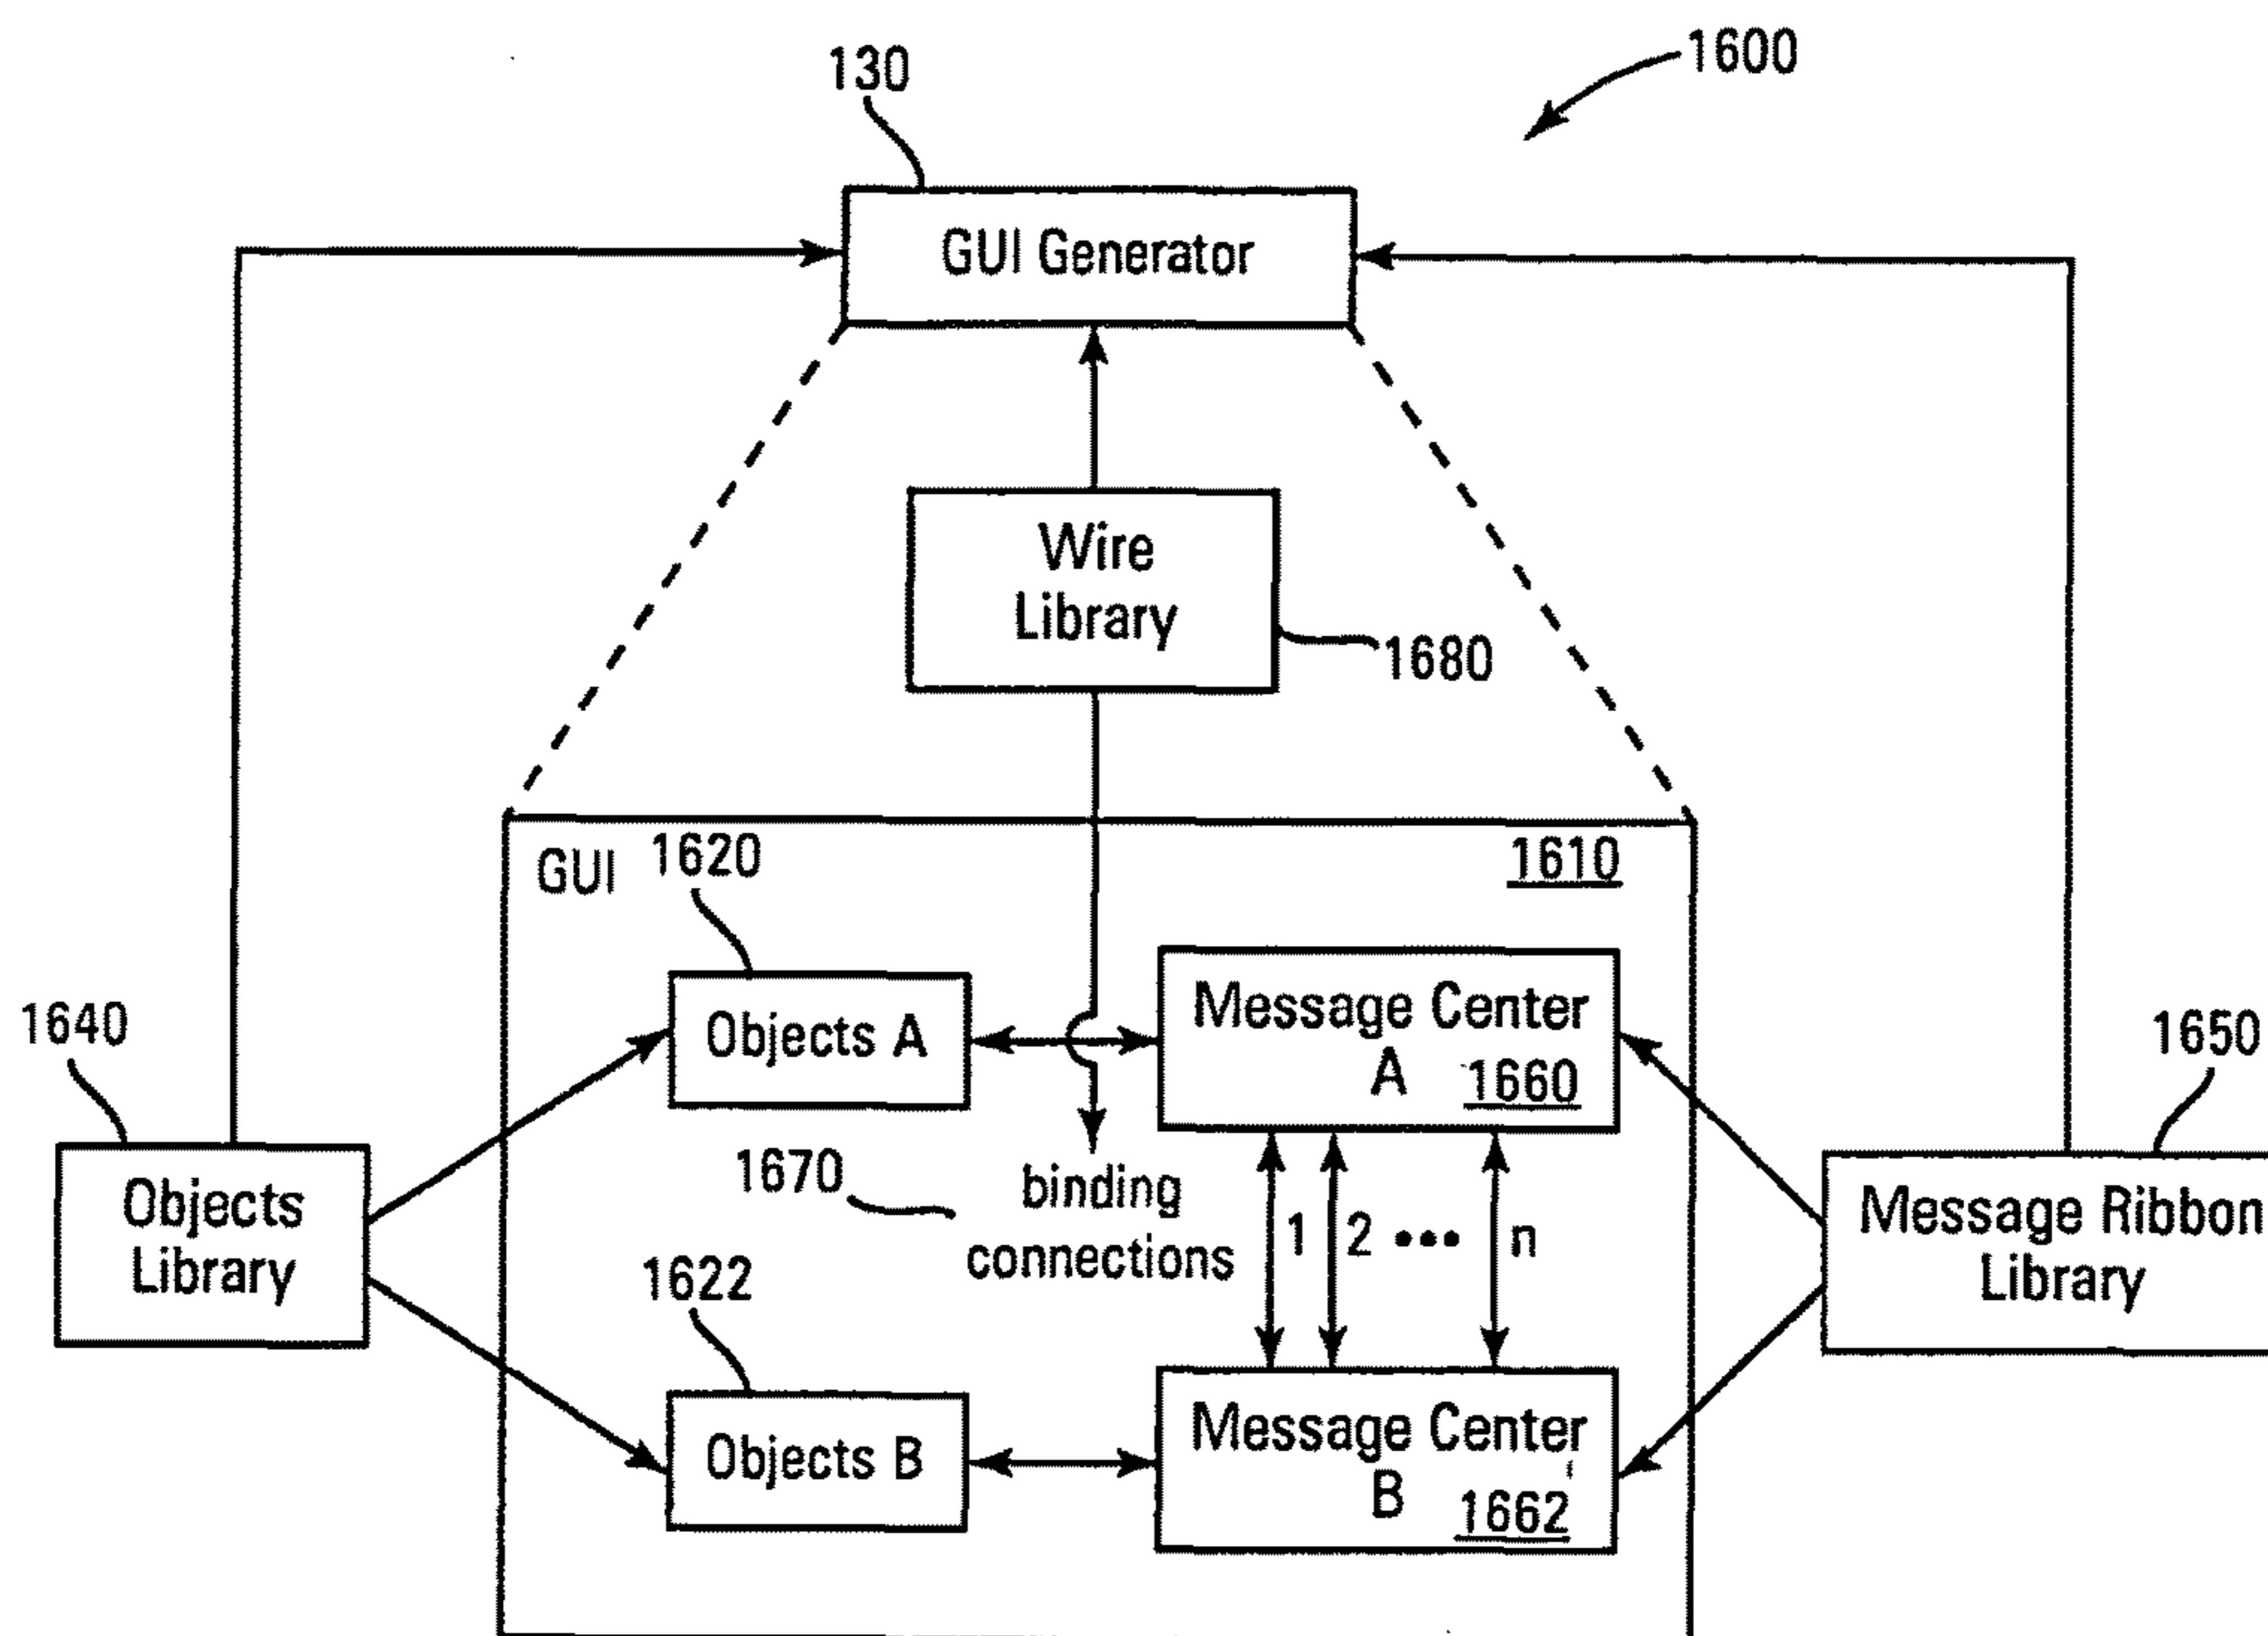 1600
130
GUI Generator
Wire
Library
1680
GUI
1620
1610
Objects A
Message Center
A
1660
1640
1650
Objects
Library
1670
binding
connections
1 2 ••• n
Message Ribbon
Library
1622
Objects B
Message Center
B
1662